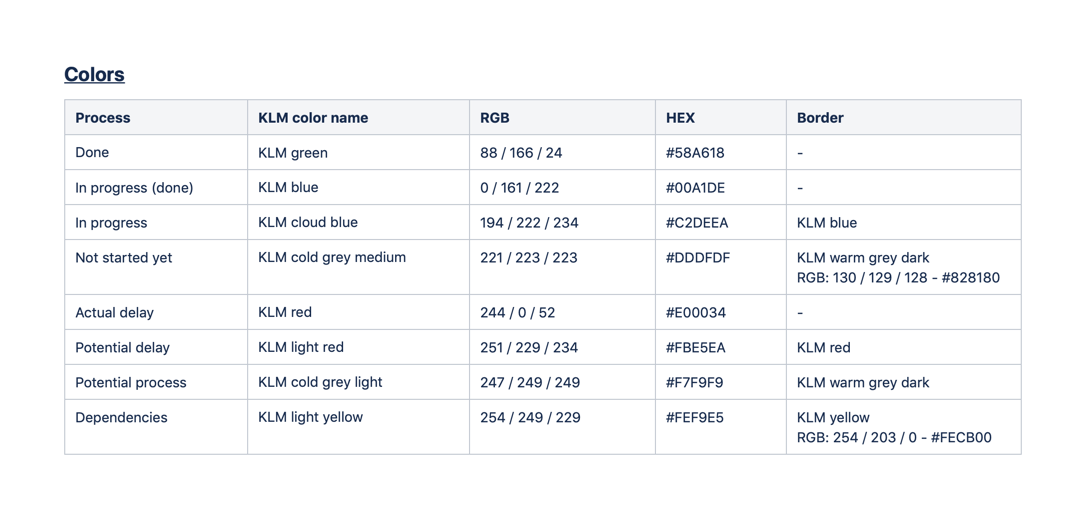 Colors
Process KLM color name RGB HEX Border
Done KLM green 88 / 166 / 24 #58A618 -
In progress (done) KLM blue 0 / 161 / 222 #00A1DE -
In progress KLM cloud blue 194 / 222 / 234 #C2DEEA KLM blue
Not started yet KLM cold grey medium 221 / 223 / 223 #DDDFDF KLM warm grey dark
RGB: 130 / 129 / 128 - #828180
Actual delay KLM red 244 / 0 / 52 #E00034 -
Potential delay KLM light red 251 / 229 / 234 #FBE5EA KLM red
Potential process KLM cold grey light 247 / 249 / 249 #F7F9F9 KLM warm grey dark
Dependencies KLM light yellow 254 / 249 / 229 #FEF9E5 KLM yellow
RGB: 254 / 203 / 0 - #FECB00